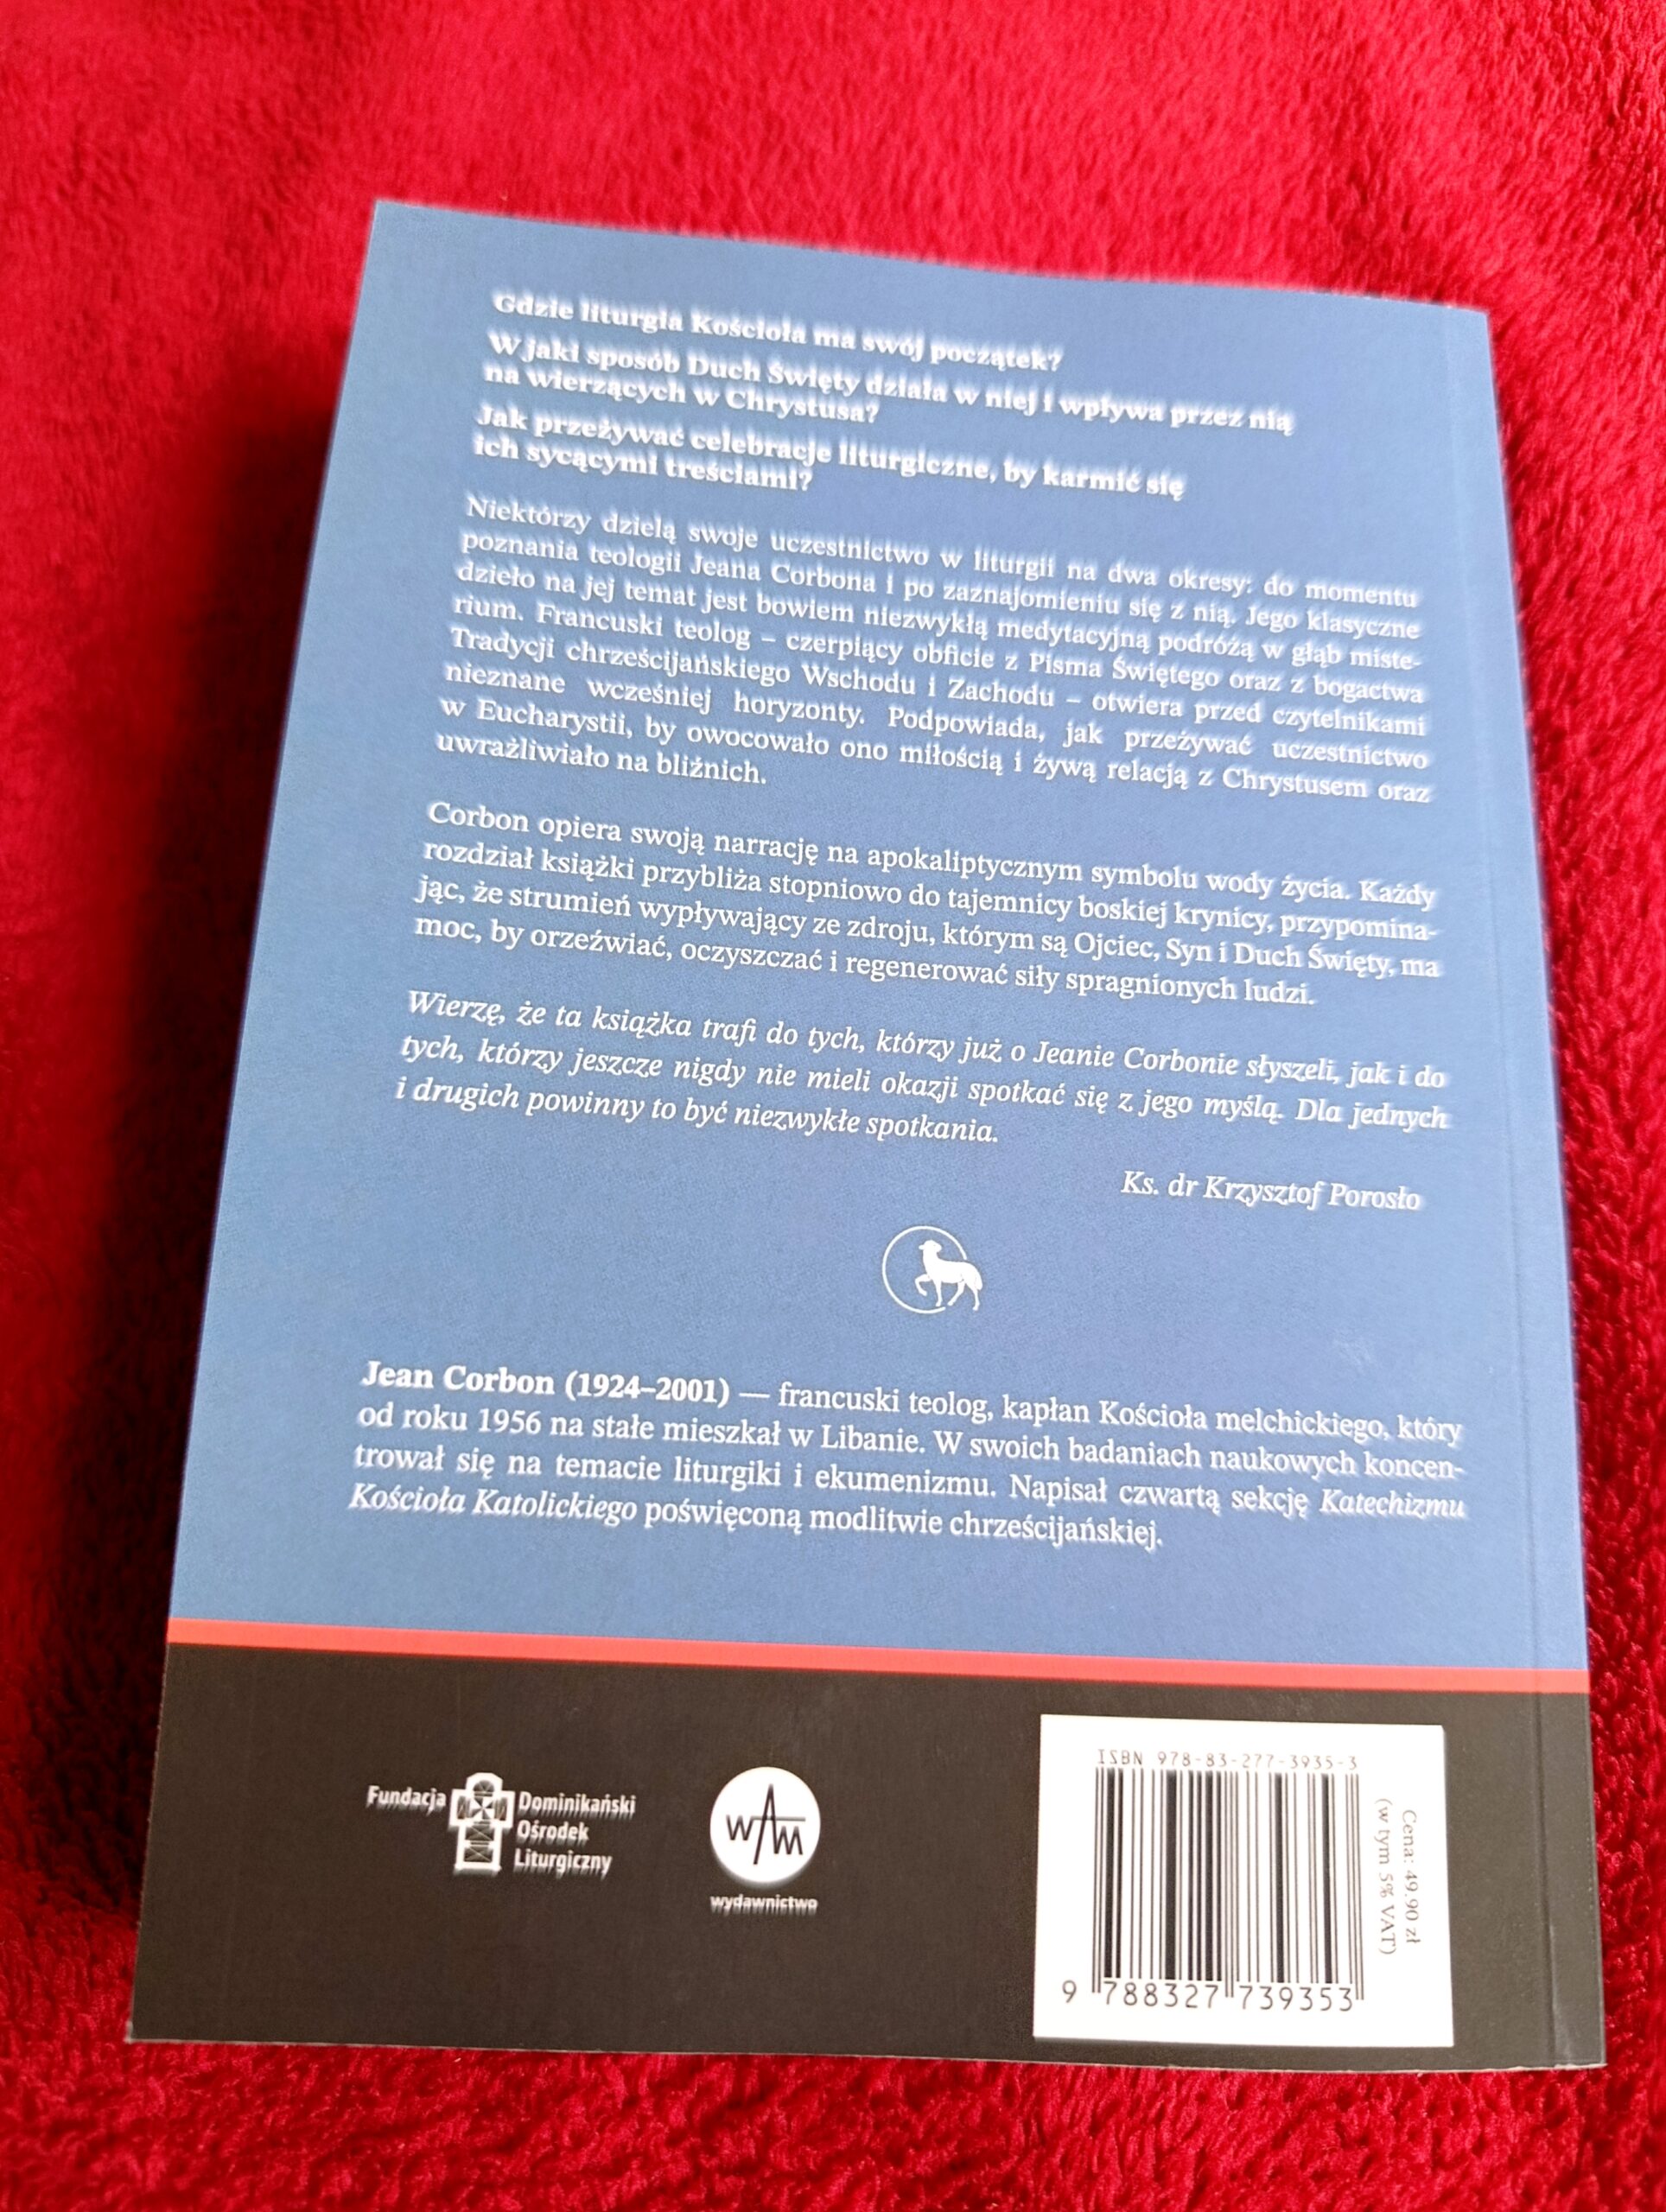 Gdzie liturgia Kościoła ma swój początek?
W jaki sposób Duch Święty działa w niej i wpływa przez nią
na wierzących w Chrystusa?
Jak przeżywać celebracje liturgiczne, by karmić się
ich sycącymi treściami?
Niektórzy dzielą swoje uczestnictwo w liturgii na dwa okresy: do momentu
poznania teologii Jeana Corbona i po zaznajomieniu się z nią. Jego klasyczne
dzieło na jej temat jest bowiem niezwykłą medytacyjną podróżą w głąb miste-
rium. Francuski teolog – czerpiący obficie z Pisma Świętego oraz z bogactwa
Tradycji chrześcijańskiego Wschodu i Zachodu – otwiera przed czytelnikami
nieznane wcześniej horyzonty. Podpowiada, jak przeżywać uczestnictwo
w Eucharystii, by owocowało ono miłością i żywą relacją z Chrystusem oraz
uwrażliwiało na bliźnich.
Corbon opiera swoją narrację na apokaliptycznym symbolu wody życia. Każdy
rozdział książki przybliża stopniowo do tajemnicy boskiej krynicy, przypomina-
jąc, że strumień wypływający ze zdroju, którym są Ojciec, Syn i Duch Święty, ma
moc, by orzeźwiać, oczyszczać i regenerować siły spragnionych ludzi.
Wierzę, że ta książka trafi do tych, którzy już o Jeanie Corbonie słyszeli, jak i do
tych, którzy jeszcze nigdy nie mieli okazji spotkać się z jego myślą. Dla jednych
i drugich powinny to być niezwykłe spotkania.
Ks. dr Krzysztof Porosło
Jean Corbon (1924–2001) — francuski teolog, kapłan Kościoła melchickiego, który
od roku 1956 na stałe mieszkał w Libanie. W swoich badaniach naukowych koncen-
trował się na temacie liturgiki i ekumenizmu. Napisał czwartą sekcję Katechizmu
Kościoła Katolickiego poświęconą modlitwie chrześcijańskiej.
Fundacja Dominikański
Ośrodek
Liturgiczny
WAM
wydawnictwo
ISBN 978-83-277-3935-3
9 788327 739353
Cena: 49.90 zł
(w tym 5% VAT)